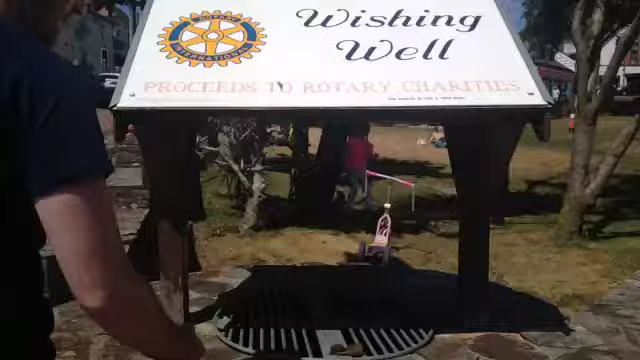 ROTARY
INTERNATIONAL
Wishing
Well
PROCEEDS TO ROTARY CHARITIES